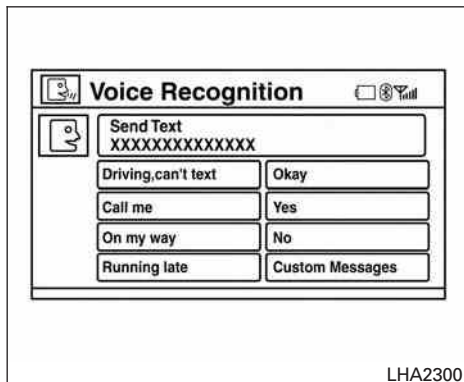 Voice Recognition
Send Text
XXXXXXXXXXXXXX
Driving,can't text
Okay
Call me
Yes
On my way
No
Running late
Custom Messages
LHA2300